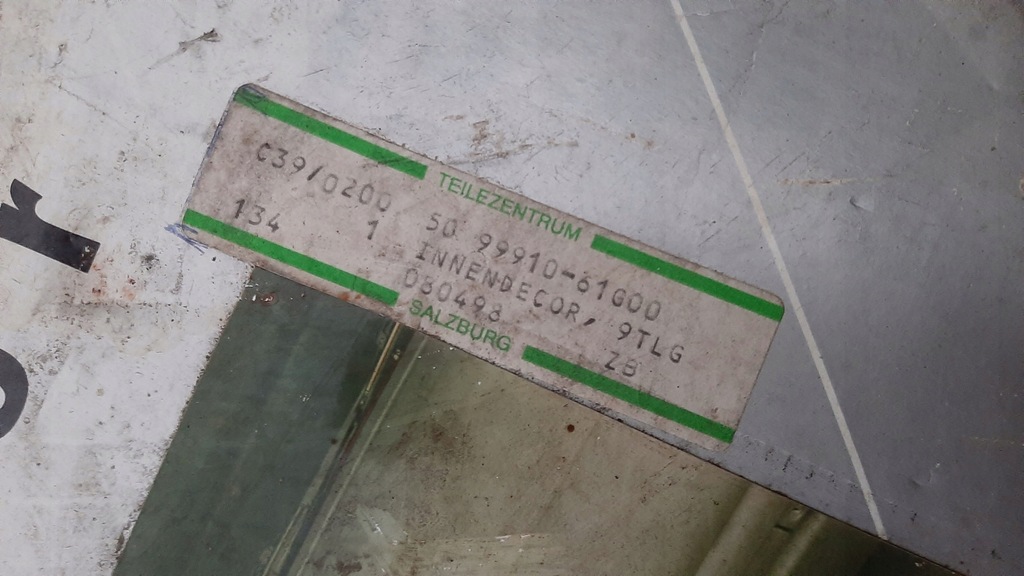 TEILEZENTRUM
C39/0200 50 99910-61G00
134 1 INNENDECOR, 9TLG
080498 ZB
SALZBURG
r